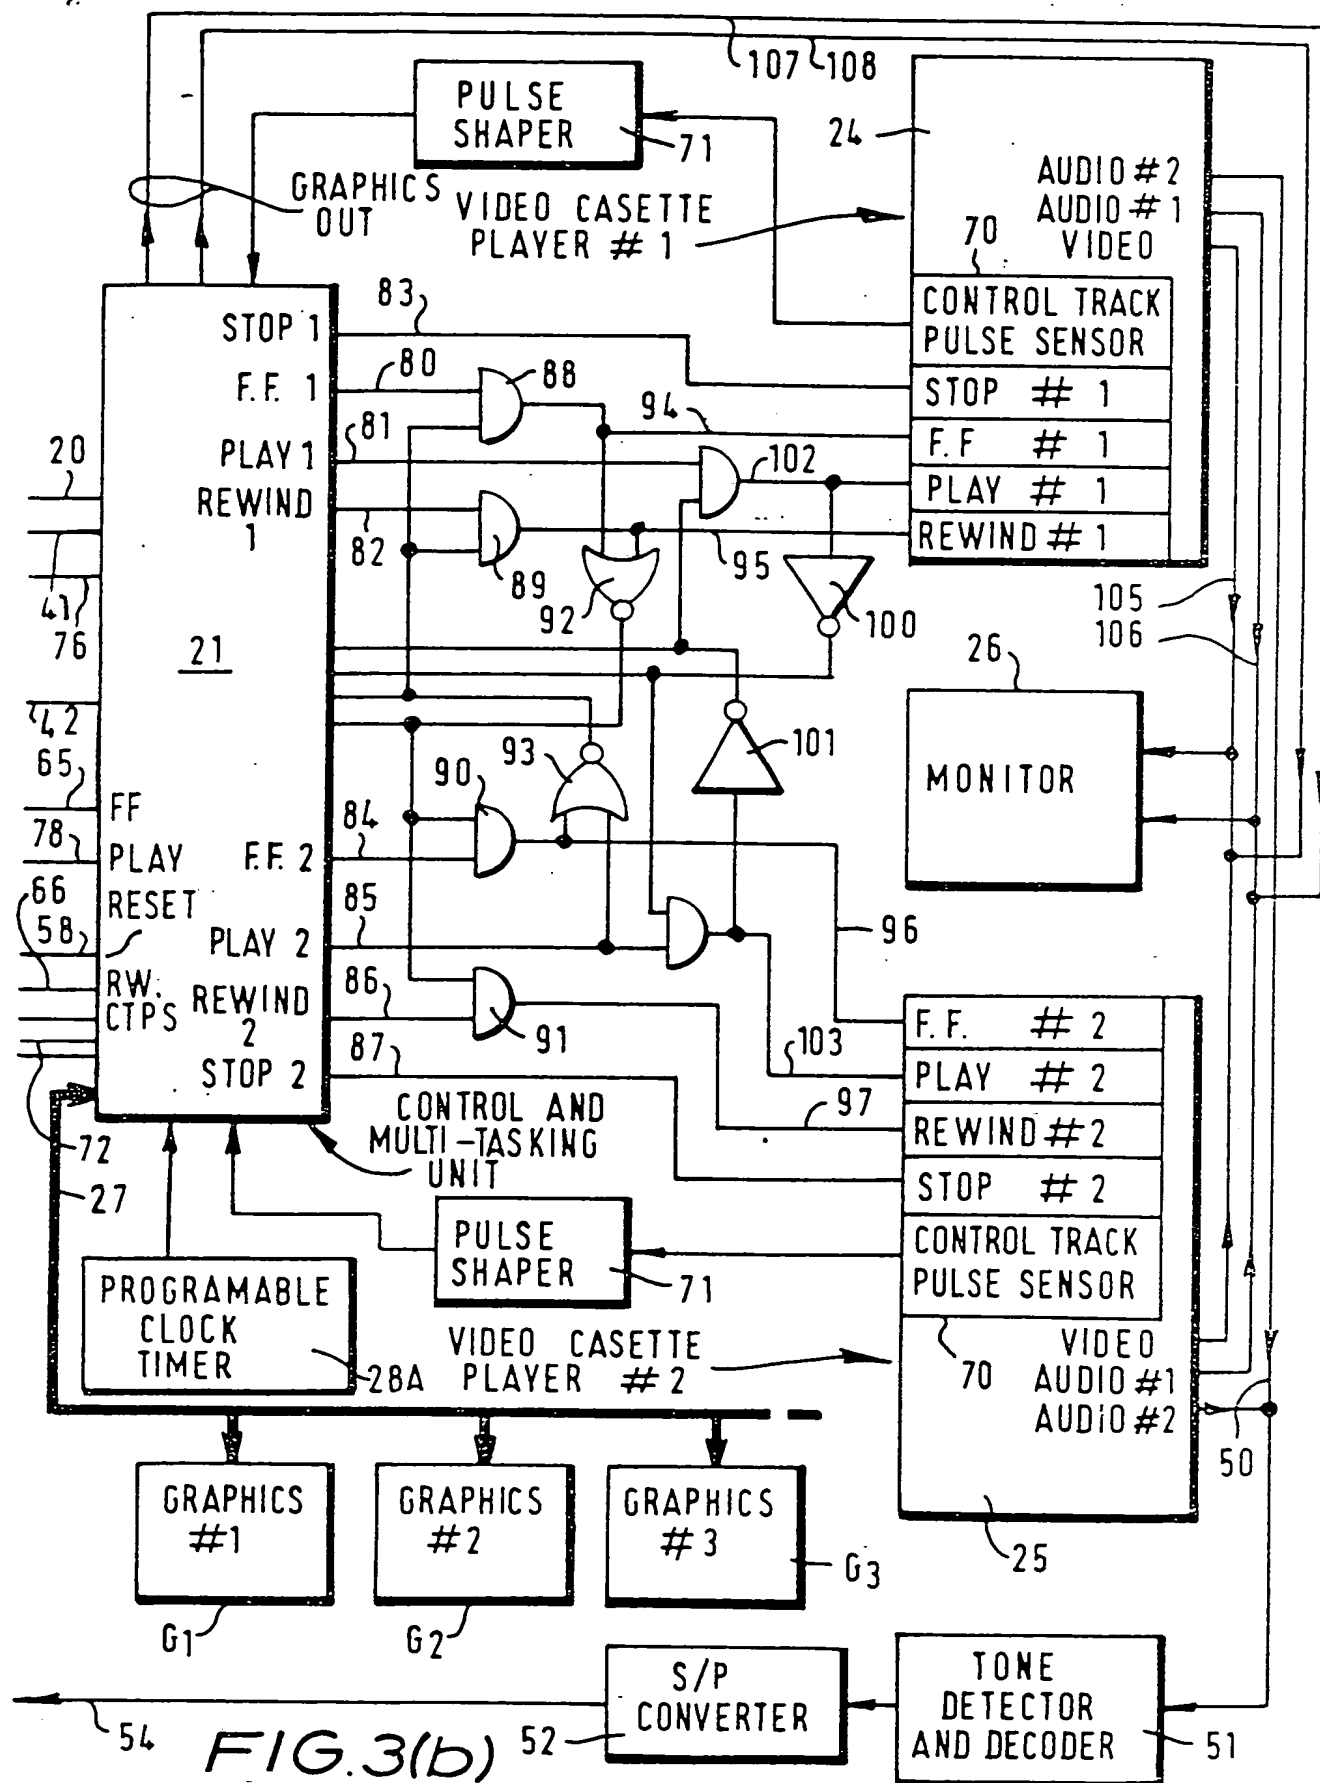 107 108
PULSE
SHAPER
71
24
GRAPHICS
OUT
VIDEO CASETTE
PLAYER # 1
AUDIO # 2
AUDIO # 1
VIDEO
70
CONTROL TRACK
PULSE SENSOR
STOP # 1
F.F # 1
PLAY # 1
REWIND # 1
83
STOP 1
80
F.F. 1
88
81
PLAY 1
94
102
REWIND
1
82
89
95
92
100
20
41
76
21
42
65
FF
78
PLAY
66
RESET
58
RW.
CTPS
72
27
105
106
26
MONITOR
93
101
90
84
F.F. 2
85
PLAY 2
86
REWIND
2
91
87
STOP 2
96
103
97
F.F. # 2
PLAY # 2
REWIND # 2
STOP # 2
CONTROL TRACK
PULSE SENSOR
70
VIDEO
AUDIO #1
AUDIO #2
50
25
CONTROL AND
MULTI-TASKING
UNIT
PULSE
SHAPER
71
PROGRAMABLE
CLOCK
TIMER
28A
VIDEO CASETTE
PLAYER # 2
GRAPHICS
#1
G1
GRAPHICS
#2
G2
GRAPHICS
# 3
G3
S/P
CONVERTER
52
TONE
DETECTOR
AND DECODER
51
54
FIG.3(b)